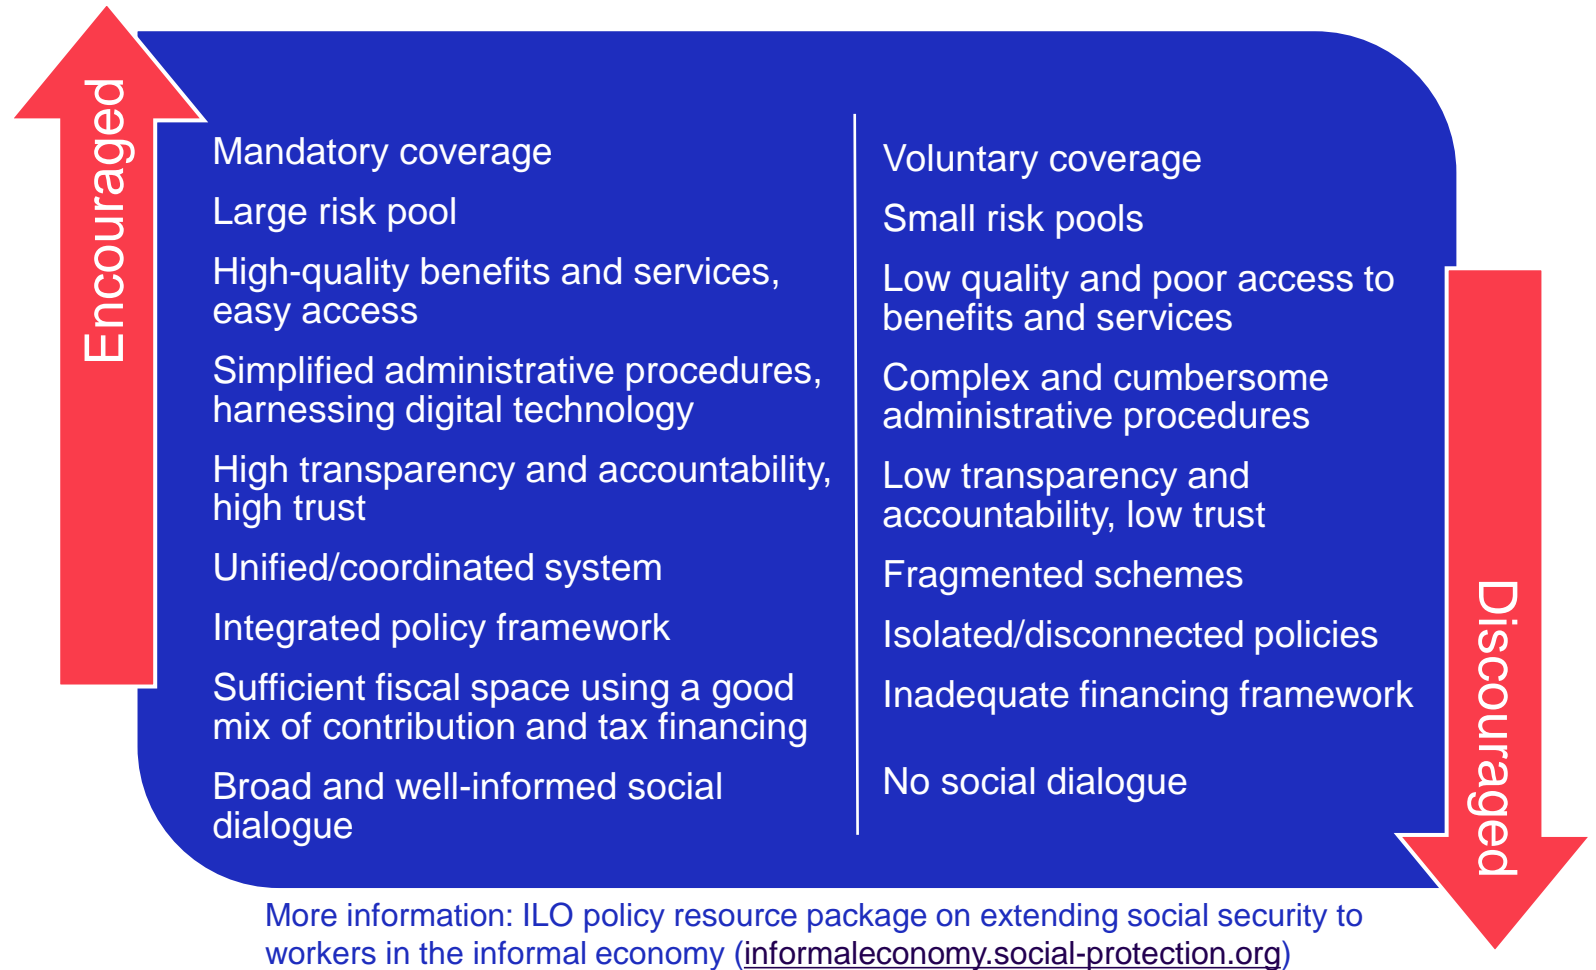 Encouraged
Mandatory coverage
Large risk pool
High-quality benefits and services,
easy access
Simplified administrative procedures,
harnessing digital technology
High transparency and accountability,
high trust
Unified/coordinated system
Integrated policy framework
Sufficient fiscal space using a good
mix of contribution and tax financing
Broad and well-informed social
dialogue
Voluntary coverage
Small risk pools
Low quality and poor access to
benefits and services
Complex and cumbersome
administrative procedures
Low transparency and
accountability, low trust
Fragmented schemes
Isolated/disconnected policies
Inadequate financing framework
No social dialogue
Discouraged
More information: ILO policy resource package on extending social security to
workers in the informal economy (informaleconomy.social-protection.org)